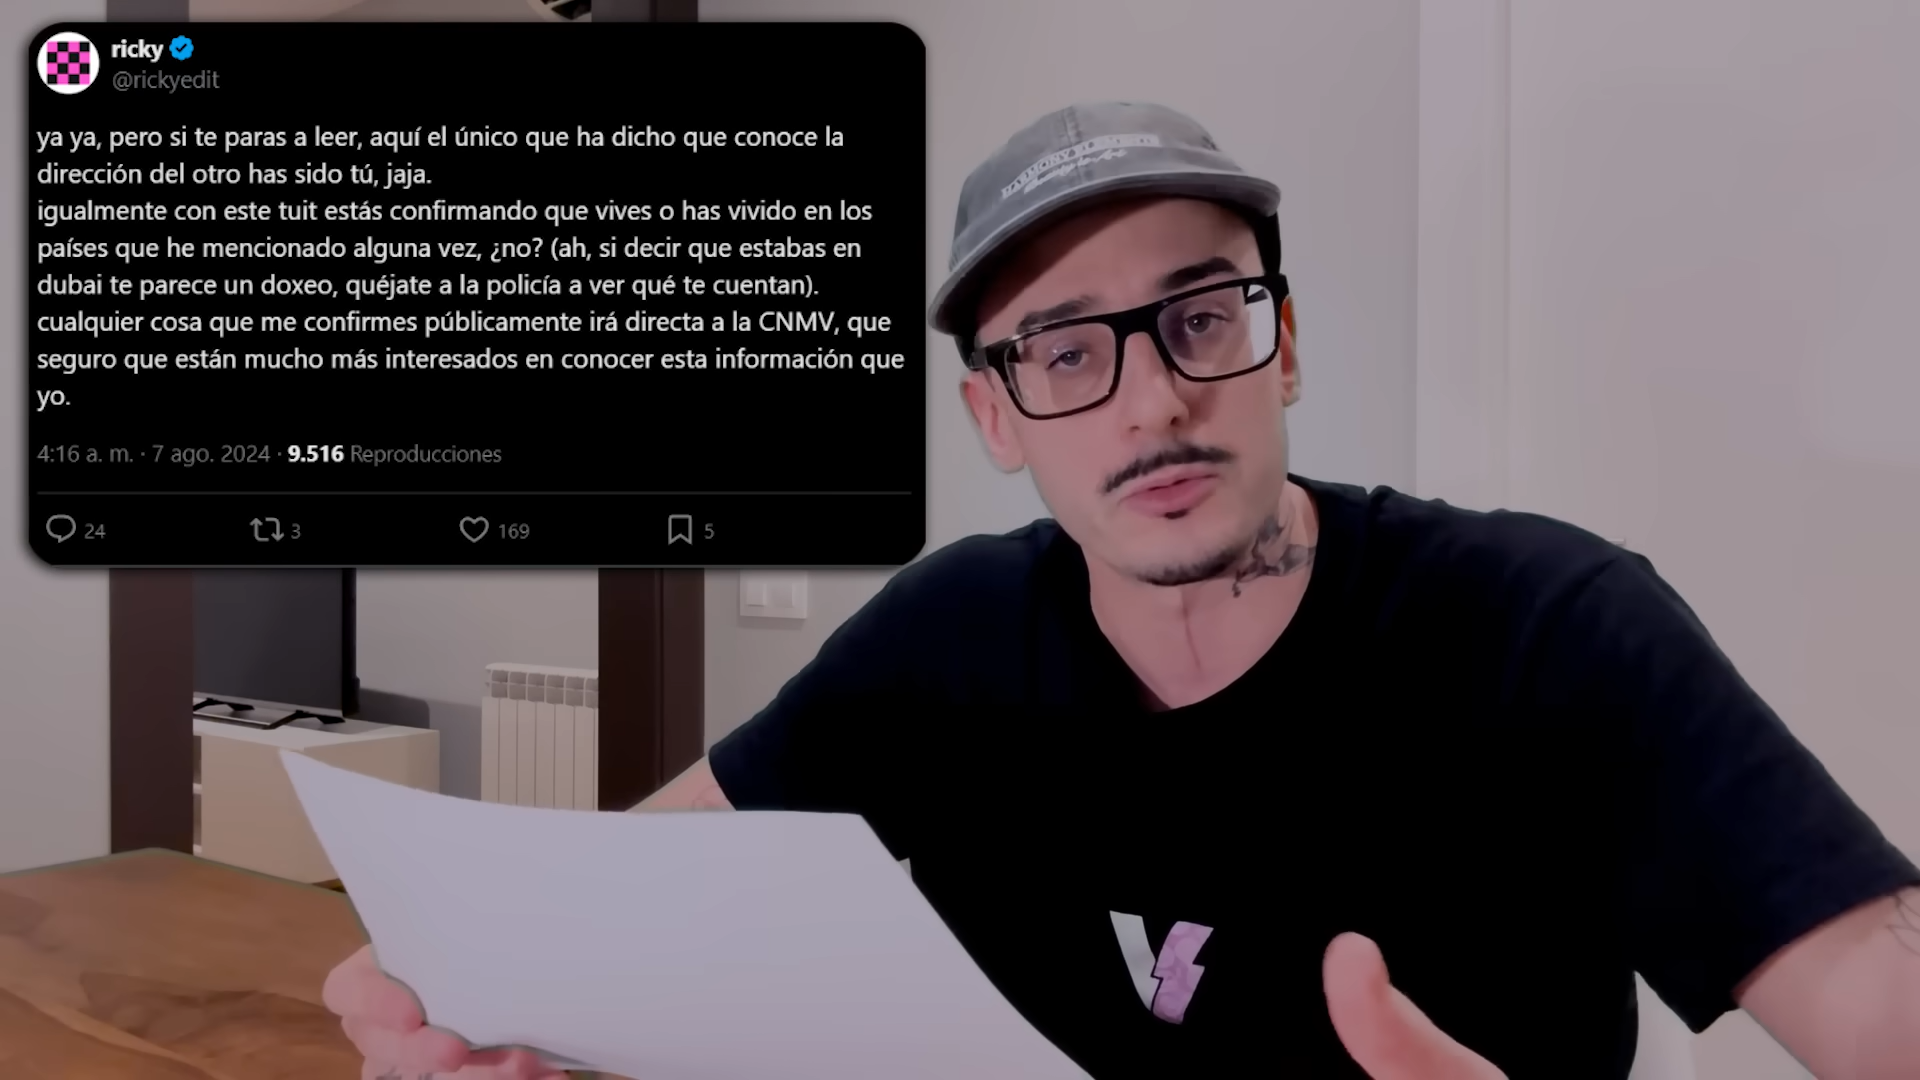 ricky
@rickyedit
ya ya, pero si te paras a leer, aquí el único que ha dicho que conoce la
dirección del otro has sido tú, jaja.
igualmente con este tuit estás confirmando que vives o has vivido en los
países que he mencionado alguna vez, ¿no? (ah, si decir que estabas en
dubai te parece un doxeo, quéjate a la policía a ver qué te cuentan).
cualquier cosa que me confirmes públicamente irá directa a la CNMV, que
seguro que están mucho más interesados en conocer esta información que
yo.
4:16 a. m. · 7 ago. 2024 · 9.516 Reproducciones
24 3 169 5
V